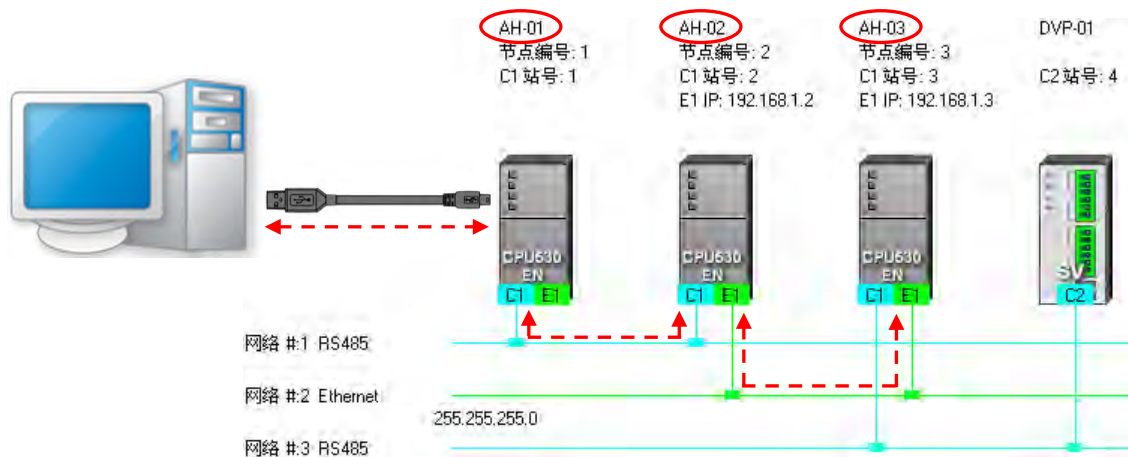 AH-01 AH-02 AH-03 DVP-01
节点编号: 1 节点编号: 2 节点编号: 3
C1 站号: 1 C1 站号: 2 C1 站号: 3 C2 站号: 4
E1 IP: 192.168.1.2 E1 IP: 192.168.1.3
CPU530 CPU530 CPU530
EN EN EN SV
C1 E1 C1 E1 C1 E1 C2
网络 #:1 RS485
网络 #:2 Ethernet
255.255.255.0
网络 #:3 RS485